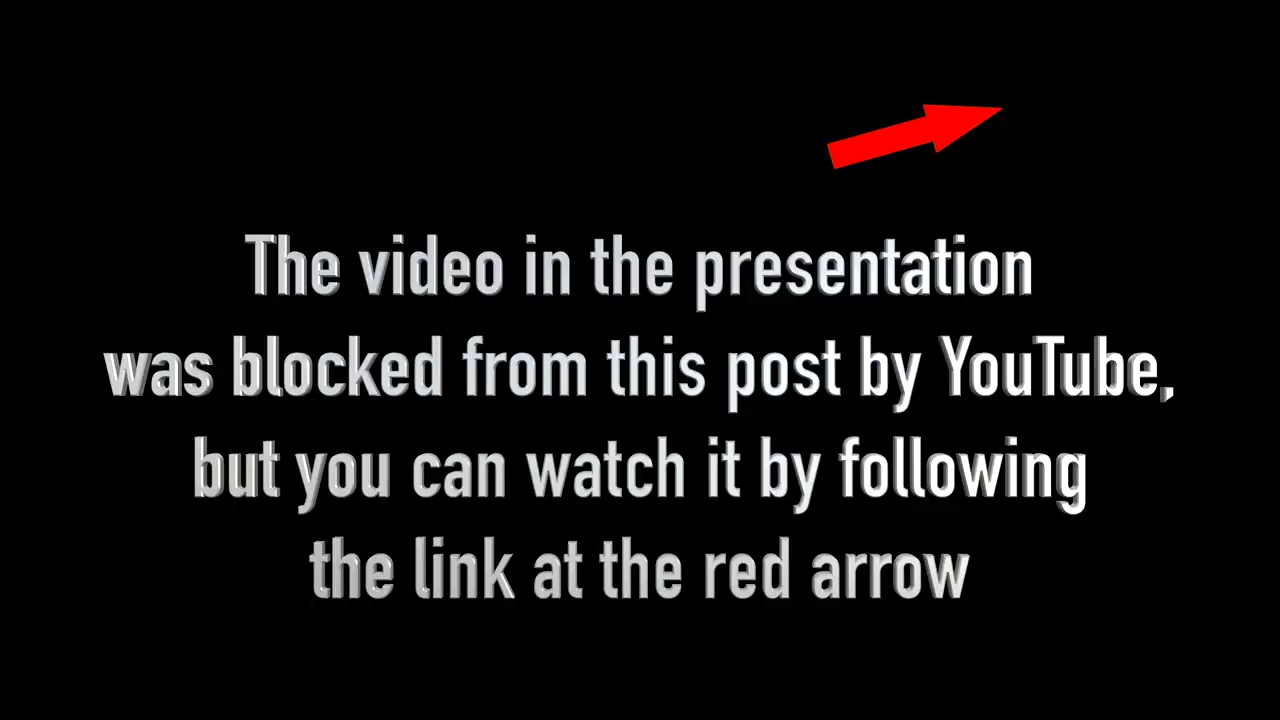 The video in the presentation
was blocked from this post by YouTube,
but you can watch it by following
the link at the red arrow